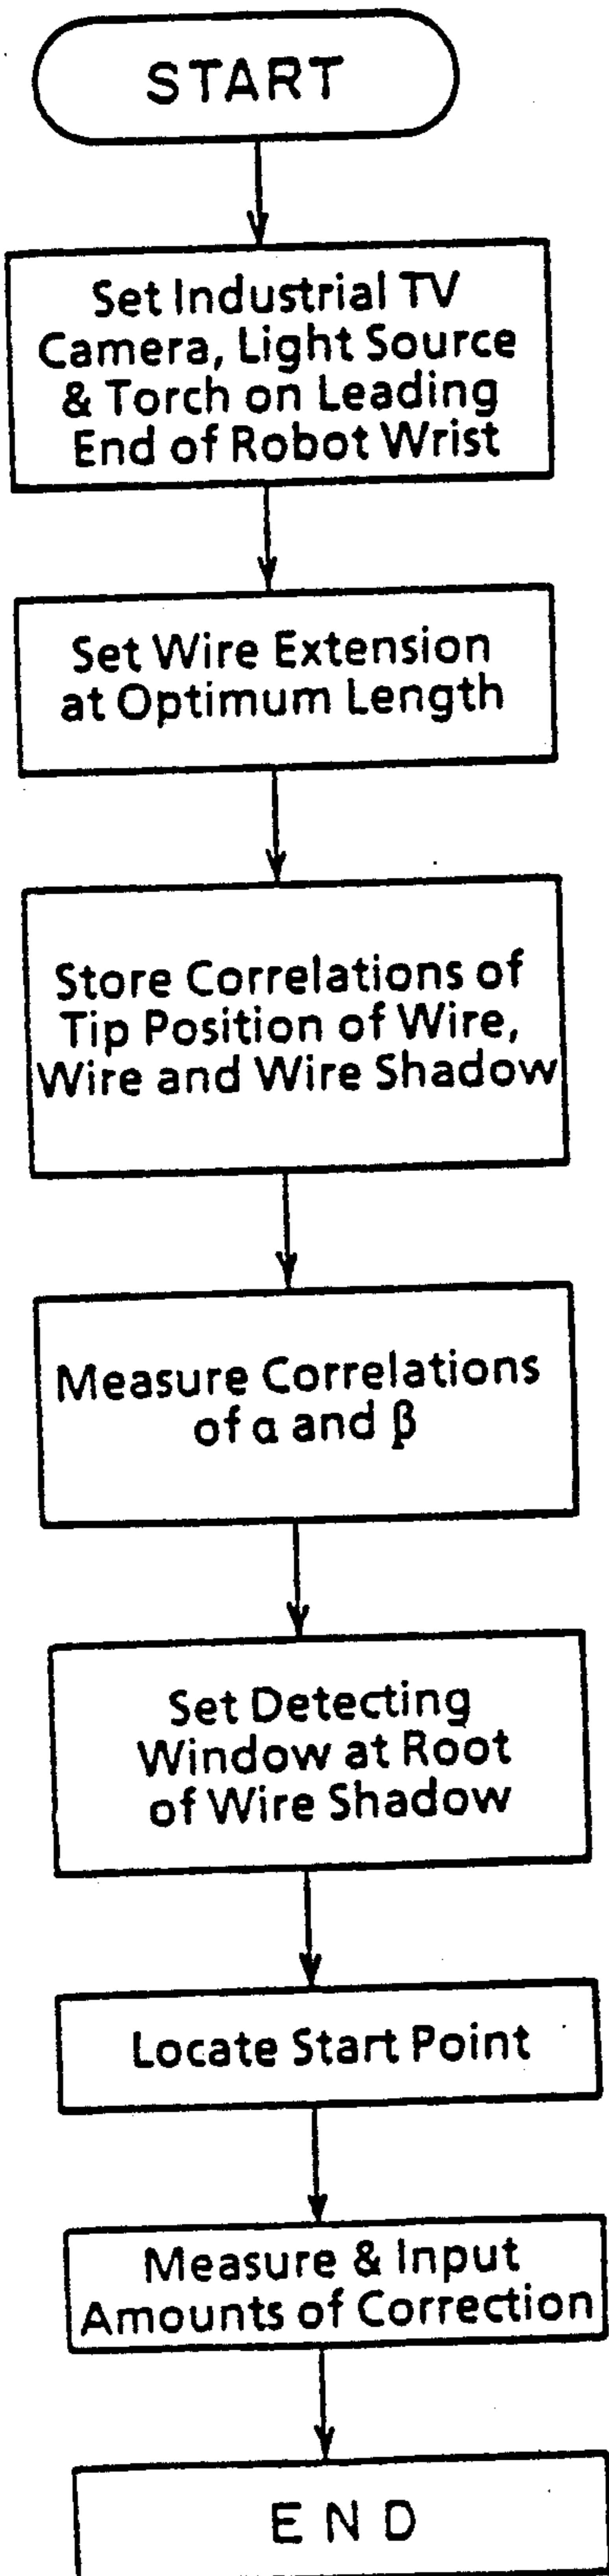 START
Set Industrial TV
Camera, Light Source
& Torch on Leading
End of Robot Wrist
Set Wire Extension
at Optimum Length
Store Correlations of
Tip Position of Wire,
Wire and Wire Shadow
Measure Correlations
of α and β
Set Detecting
Window at Root
of Wire Shadow
Locate Start Point
Measure & Input
Amounts of Correction
END